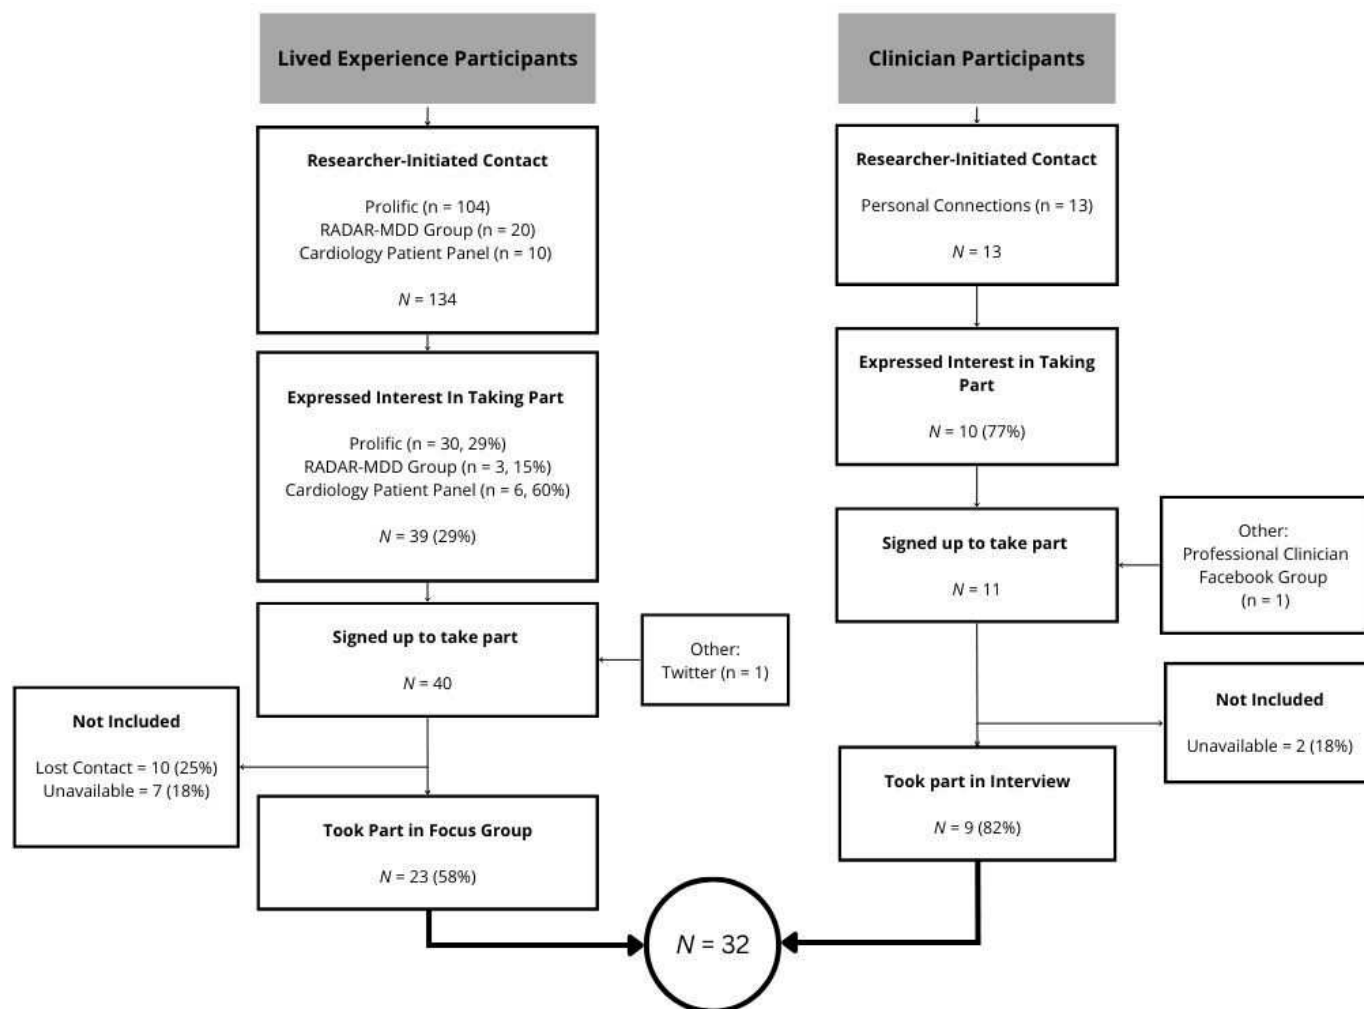 Lived Experience Participants
Researcher-Initiated Contact
Prolific (n = 104)
RADAR-MDD Group (n = 20)
Cardiology Patient Panel (n = 10)
N = 134
Expressed Interest In Taking Part
Prolific (n = 30, 29%)
RADAR-MDD Group (n = 3, 15%)
Cardiology Patient Panel (n = 6, 60%)
N = 39 (29%)
Signed up to take part
N = 40
Other:
Twitter (n = 1)
Not Included
Lost Contact = 10 (25%)
Unavailable = 7 (18%)
Took Part in Focus Group
N = 23 (58%)
Clinician Participants
Researcher-Initiated Contact
Personal Connections (n = 13)
N = 13
Expressed Interest in Taking
Part
N = 10 (77%)
Signed up to take part
N = 11
Other:
Professional Clinician
Facebook Group
(n = 1)
Not Included
Unavailable = 2 (18%)
Took part in Interview
N = 9 (82%)
N = 32